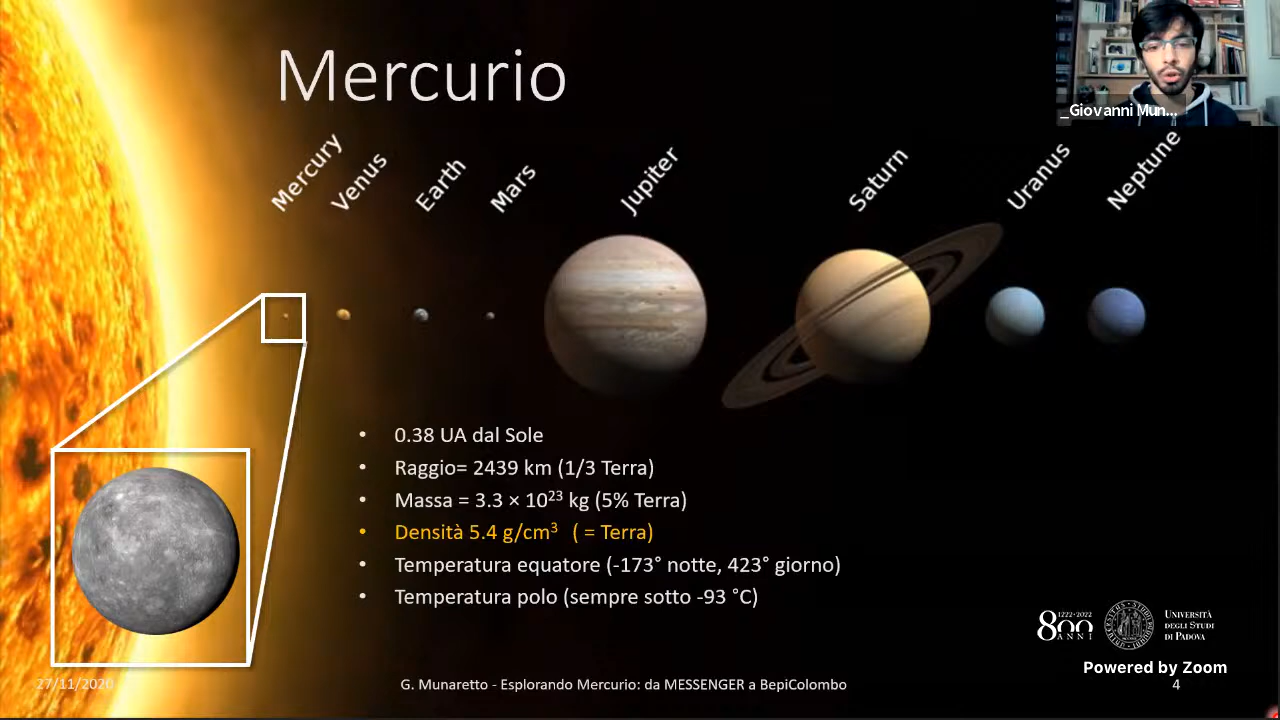 Mercurio
_Giovanni Mun...
Mercury
Venus
Earth
Mars
Jupiter
Saturn
Uranus
Neptune
• 0.38 UA dal Sole
• Raggio= 2439 km (1/3 Terra)
• Massa = 3.3 × 10²³ kg (5% Terra)
• Densità 5.4 g/cm³ ( = Terra)
• Temperatura equatore (-173° notte, 423° giorno)
• Temperatura polo (sempre sotto -93 °C)
1222·2022
800
ANNI
UNIVERSITÀ
DEGLI STUDI
DI PADOVA
Powered by Zoom
27/11/2020
G. Munaretto - Esplorando Mercurio: da MESSENGER a BepiColombo
4